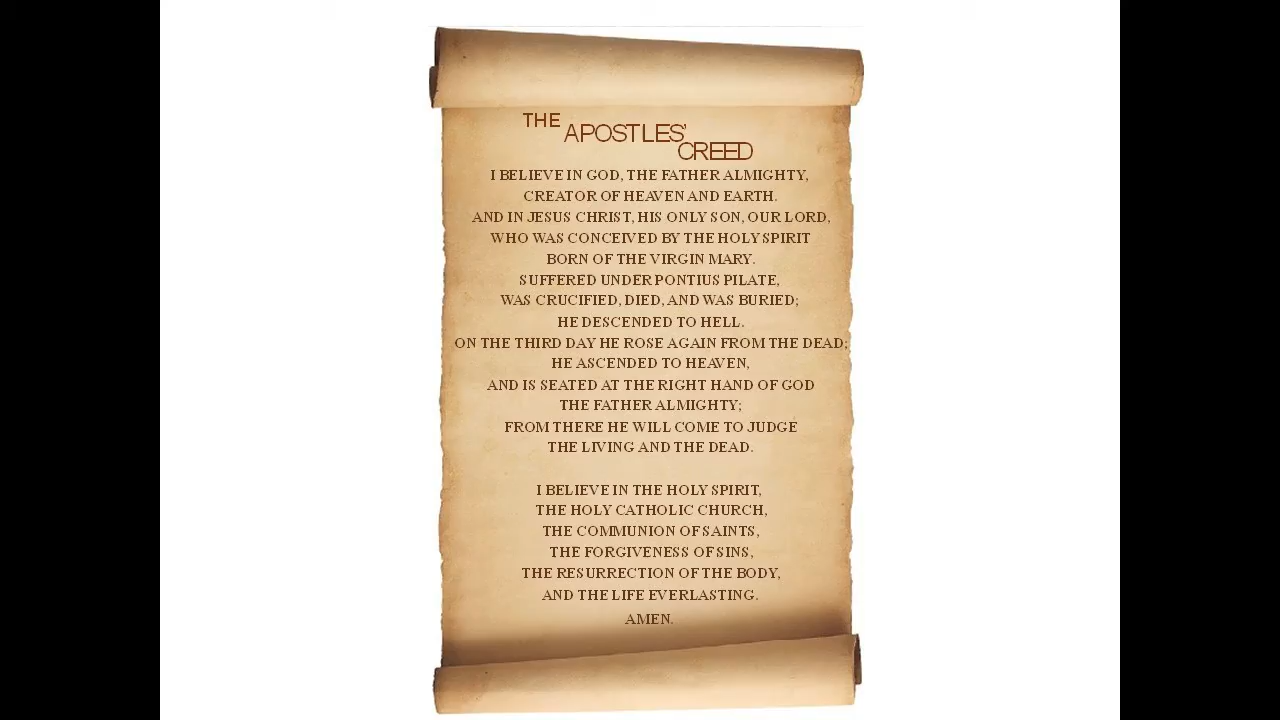 THE
APOSTLES'
CREED
I BELIEVE IN GOD, THE FATHER ALMIGHTY,
CREATOR OF HEAVEN AND EARTH.
AND IN JESUS CHRIST, HIS ONLY SON, OUR LORD,
WHO WAS CONCEIVED BY THE HOLY SPIRIT
BORN OF THE VIRGIN MARY.
SUFFERED UNDER PONTIUS PILATE,
WAS CRUCIFIED, DIED, AND WAS BURIED;
HE DESCENDED TO HELL.
ON THE THIRD DAY HE ROSE AGAIN FROM THE DEAD;
HE ASCENDED TO HEAVEN,
AND IS SEATED AT THE RIGHT HAND OF GOD
THE FATHER ALMIGHTY;
FROM THERE HE WILL COME TO JUDGE
THE LIVING AND THE DEAD.
I BELIEVE IN THE HOLY SPIRIT,
THE HOLY CATHOLIC CHURCH,
THE COMMUNION OF SAINTS,
THE FORGIVENESS OF SINS,
THE RESURRECTION OF THE BODY,
AND THE LIFE EVERLASTING.
AMEN.